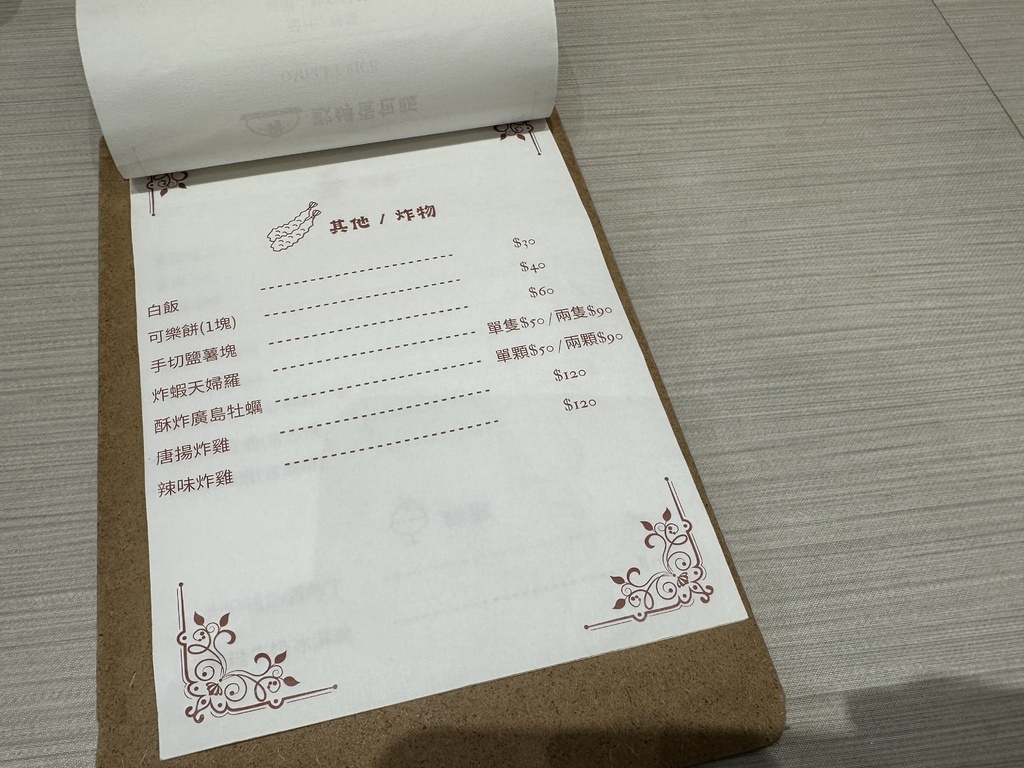 其他 / 炸物
白飯 $30
可樂餅(1塊) $40
手切鹽薯塊 $60
炸蝦天婦羅 單隻$50 / 兩隻$90
酥炸廣島牡蠣 單顆$50 / 兩顆$90
唐揚炸雞 $120
辣味炸雞 $120